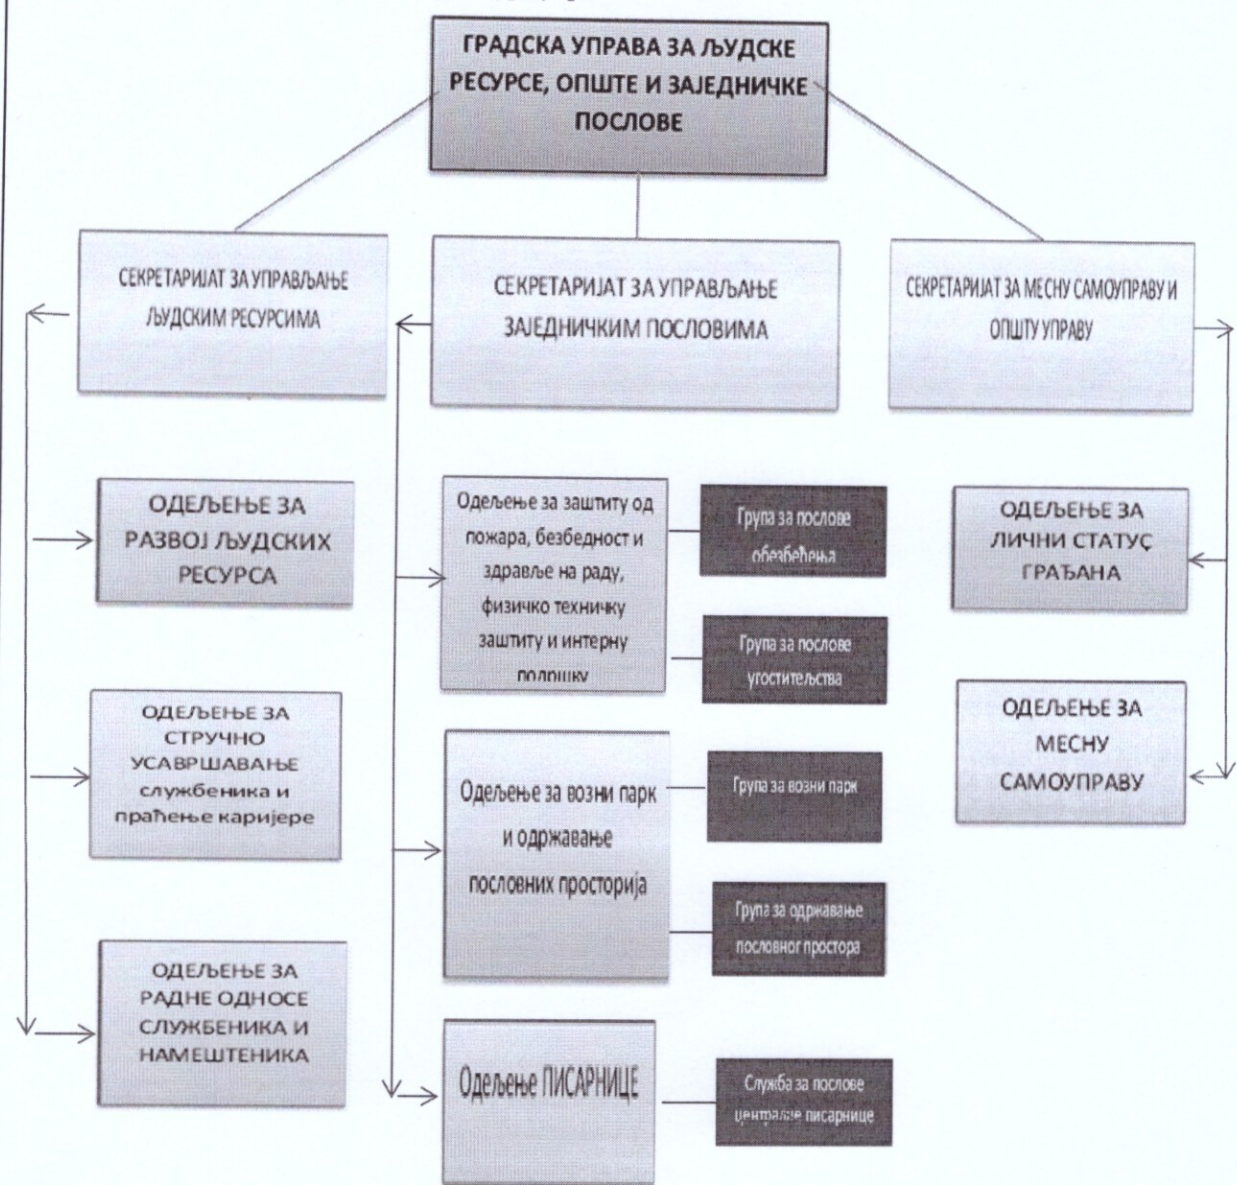 ГРАДСКА УПРАВА ЗА ЉУДСКЕ
РЕСУРСЕ, ОПШТЕ И ЗАЈЕДНИЧКЕ
ПОСЛОВЕ
СЕКРЕТАРИЈАТ ЗА УПРАВЉАЊЕ
ЉУДСКИМ РЕСУРСИМА
СЕКРЕТАРИЈАТ ЗА УПРАВЉАЊЕ
ЗАЈЕДНИЧКИМ ПОСЛОВИМА
СЕКРЕТАРИЈАТ ЗА МЕСНУ САМОУПРАВУ И
ОПШТУ УПРАВУ
ОДЕЉЕЊЕ ЗА
РАЗВОЈ ЉУДСКИХ
РЕСУРСА
ОДЕЉЕЊЕ ЗА
СТРУЧНО
УСАВРШАВАЊЕ
службеника и
праћење каријере
ОДЕЉЕЊЕ ЗА
РАДНЕ ОДНОСЕ
СЛУЖБЕНИКА И
НАМЕШТЕНИКА
Одељење за заштиту од
пожара, безбедност и
здравље на раду,
физичко техничку
заштиту и интерну
подршку
Група за послове
обезбеђења
Група за послове
угоститељства
Одељење за возни парк
и одржавање
пословних просторија
Група за возни парк
Група за одржавање
пословног простора
Одељење ПИСАРНИЦЕ
Служба за послове
централне писарнице
ОДЕЉЕЊЕ ЗА
ЛИЧНИ СТАТУС
ГРАЂАНА
ОДЕЉЕЊЕ ЗА
МЕСНУ
САМОУПРАВУ